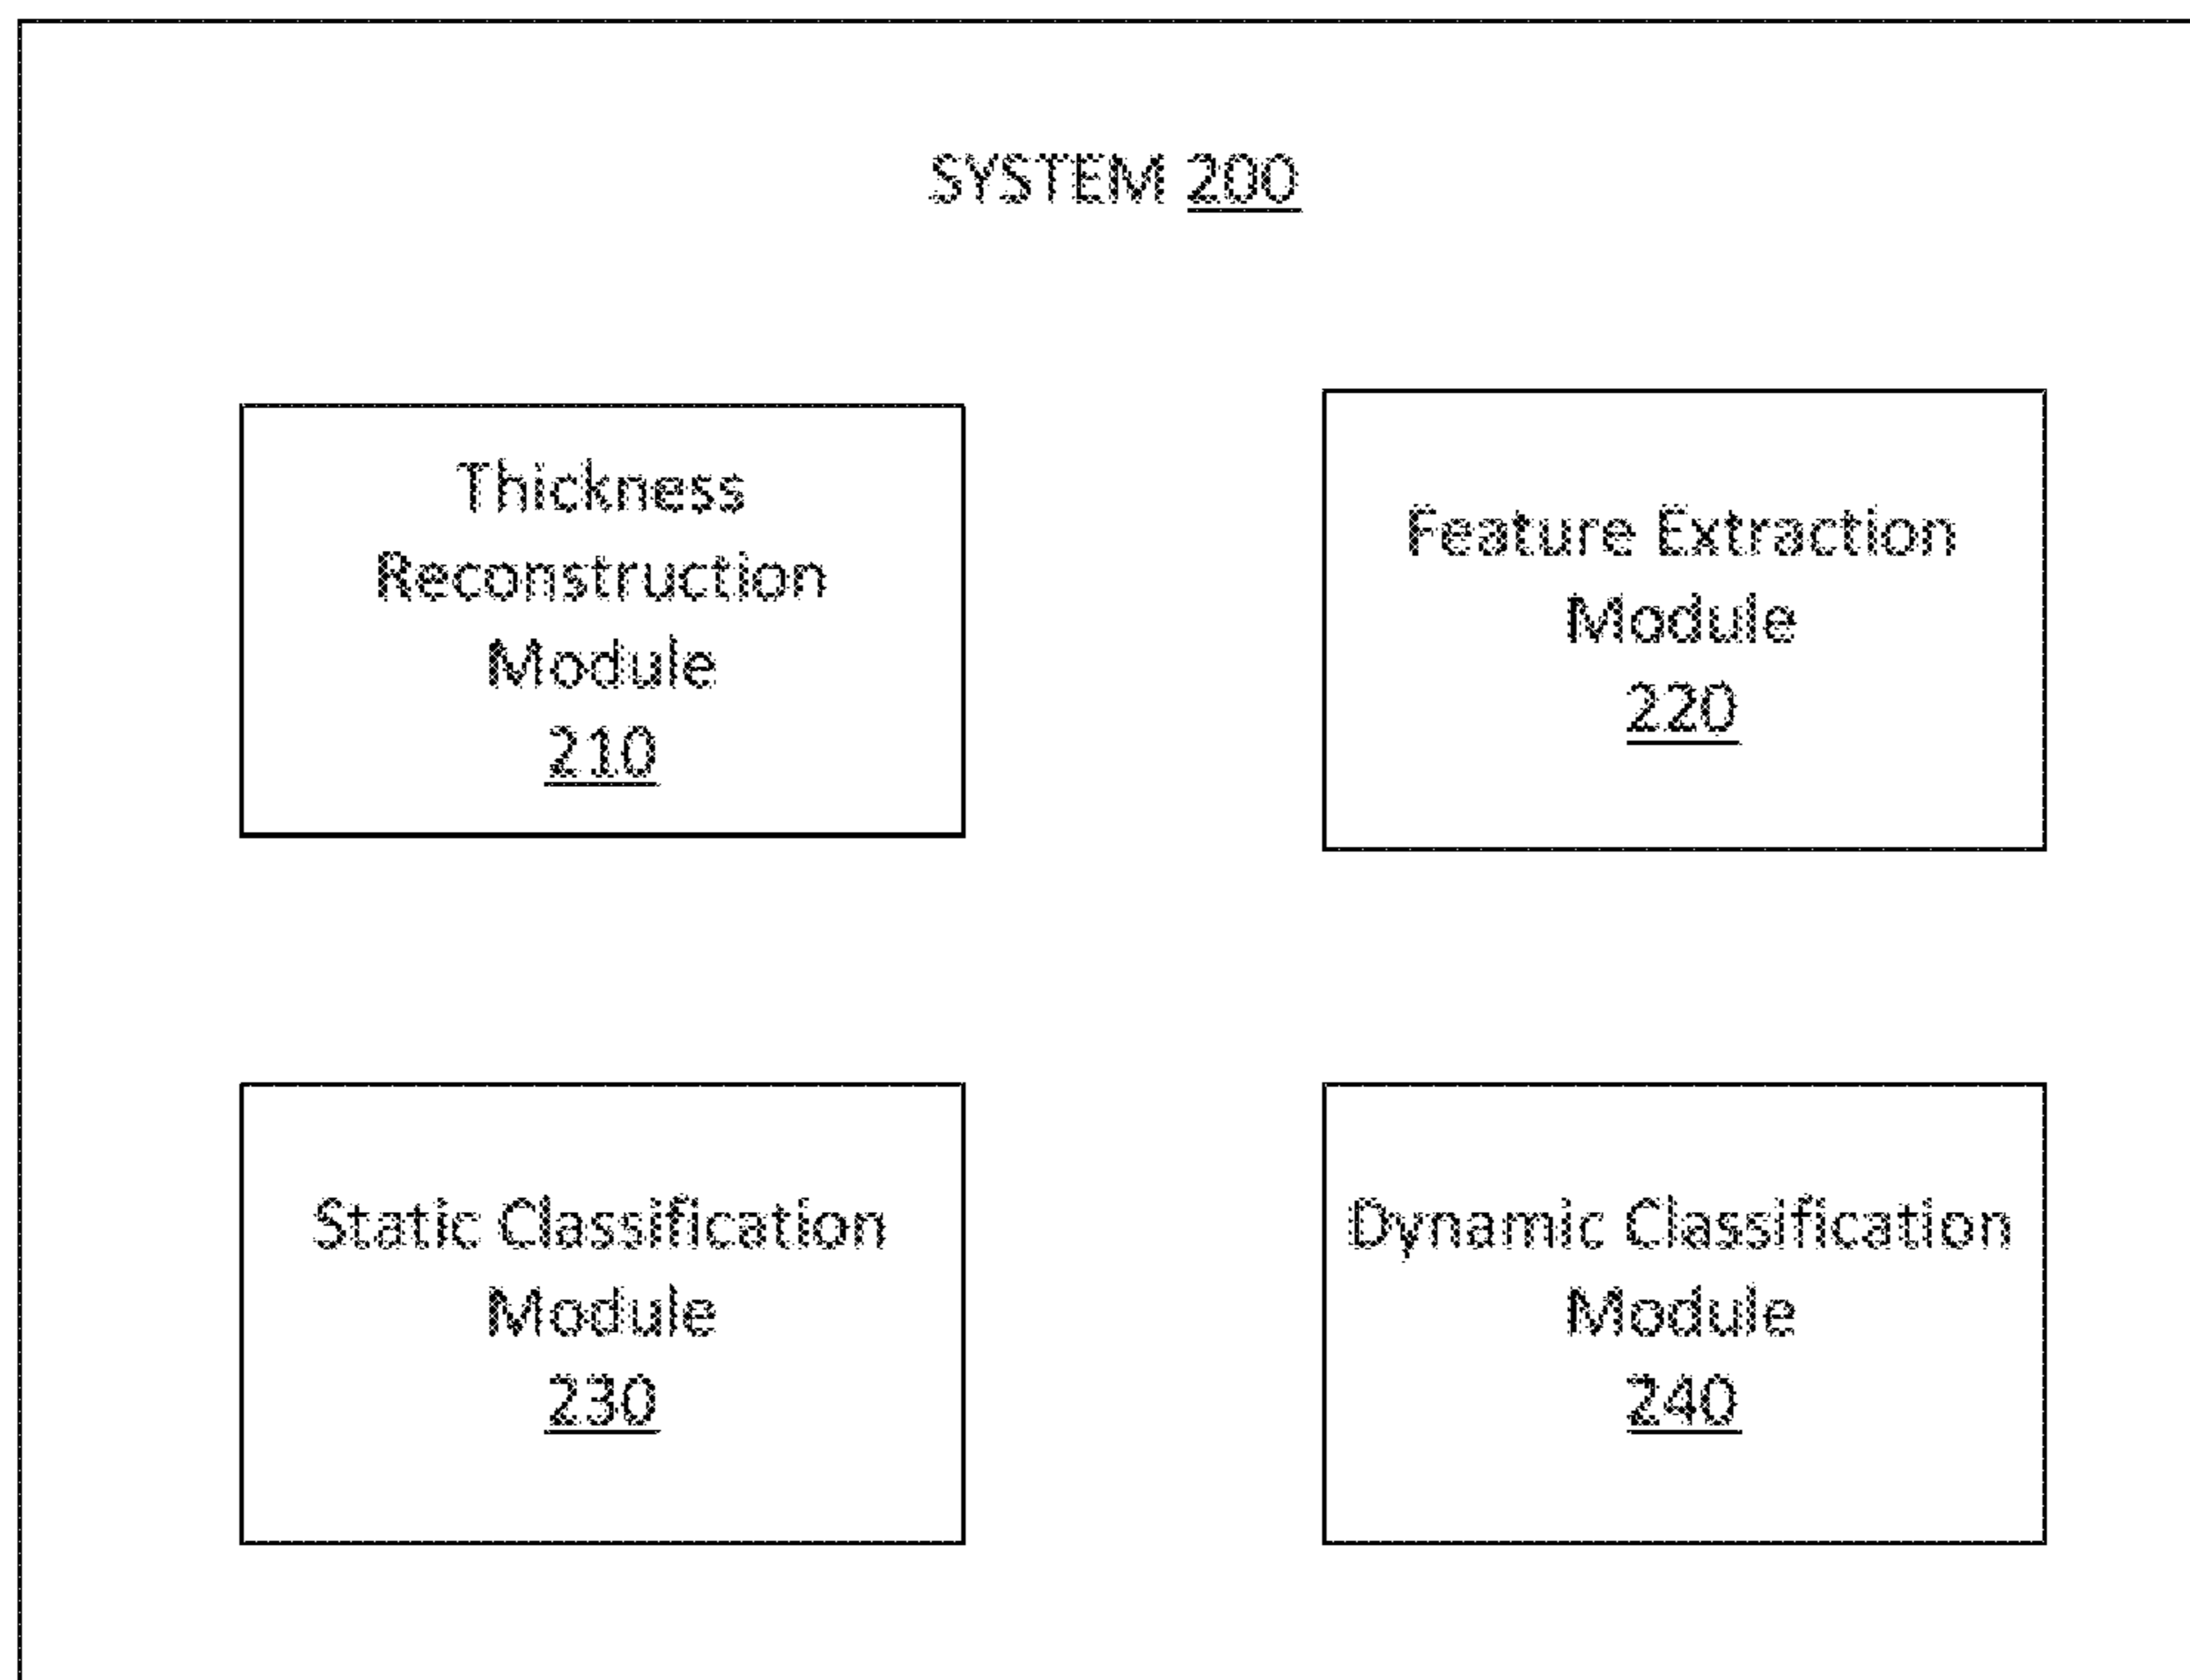 SYSTEM 200
Thickness
Reconstruction
Module
210
Feature Extraction
Module
220
Static Classification
Module
230
Dynamic Classification
Module
240